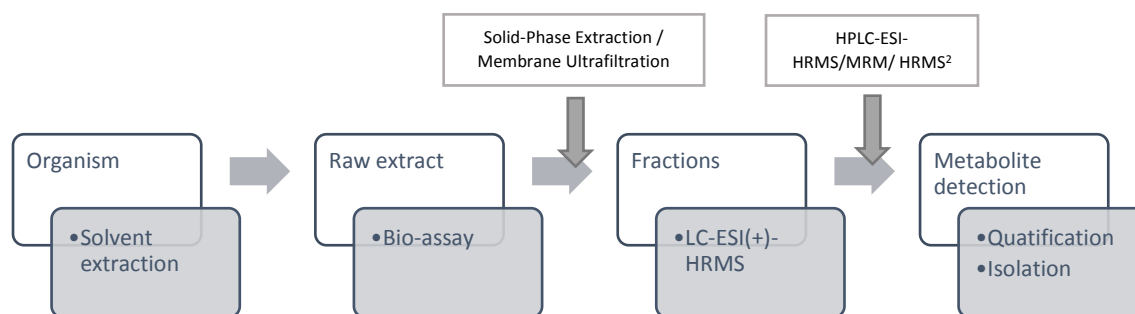 Solid-Phase Extraction /
Membrane Ultrafiltration
HPLC-ESI-
HRMS/MRM/ HRMS²
Organism
•Solvent
extraction
Raw extract
•Bio-assay
Fractions
•LC-ESI(+)-
HRMS
Metabolite
detection
•Quatification
•Isolation